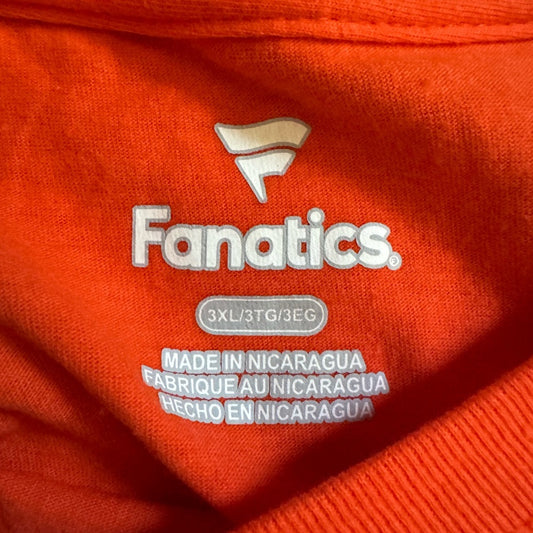 Fanatics®
3XL/3TG/3EG
MADE IN NICARAGUA
FABRIQUE AU NICARAGUA
HECHO EN NICARAGUA